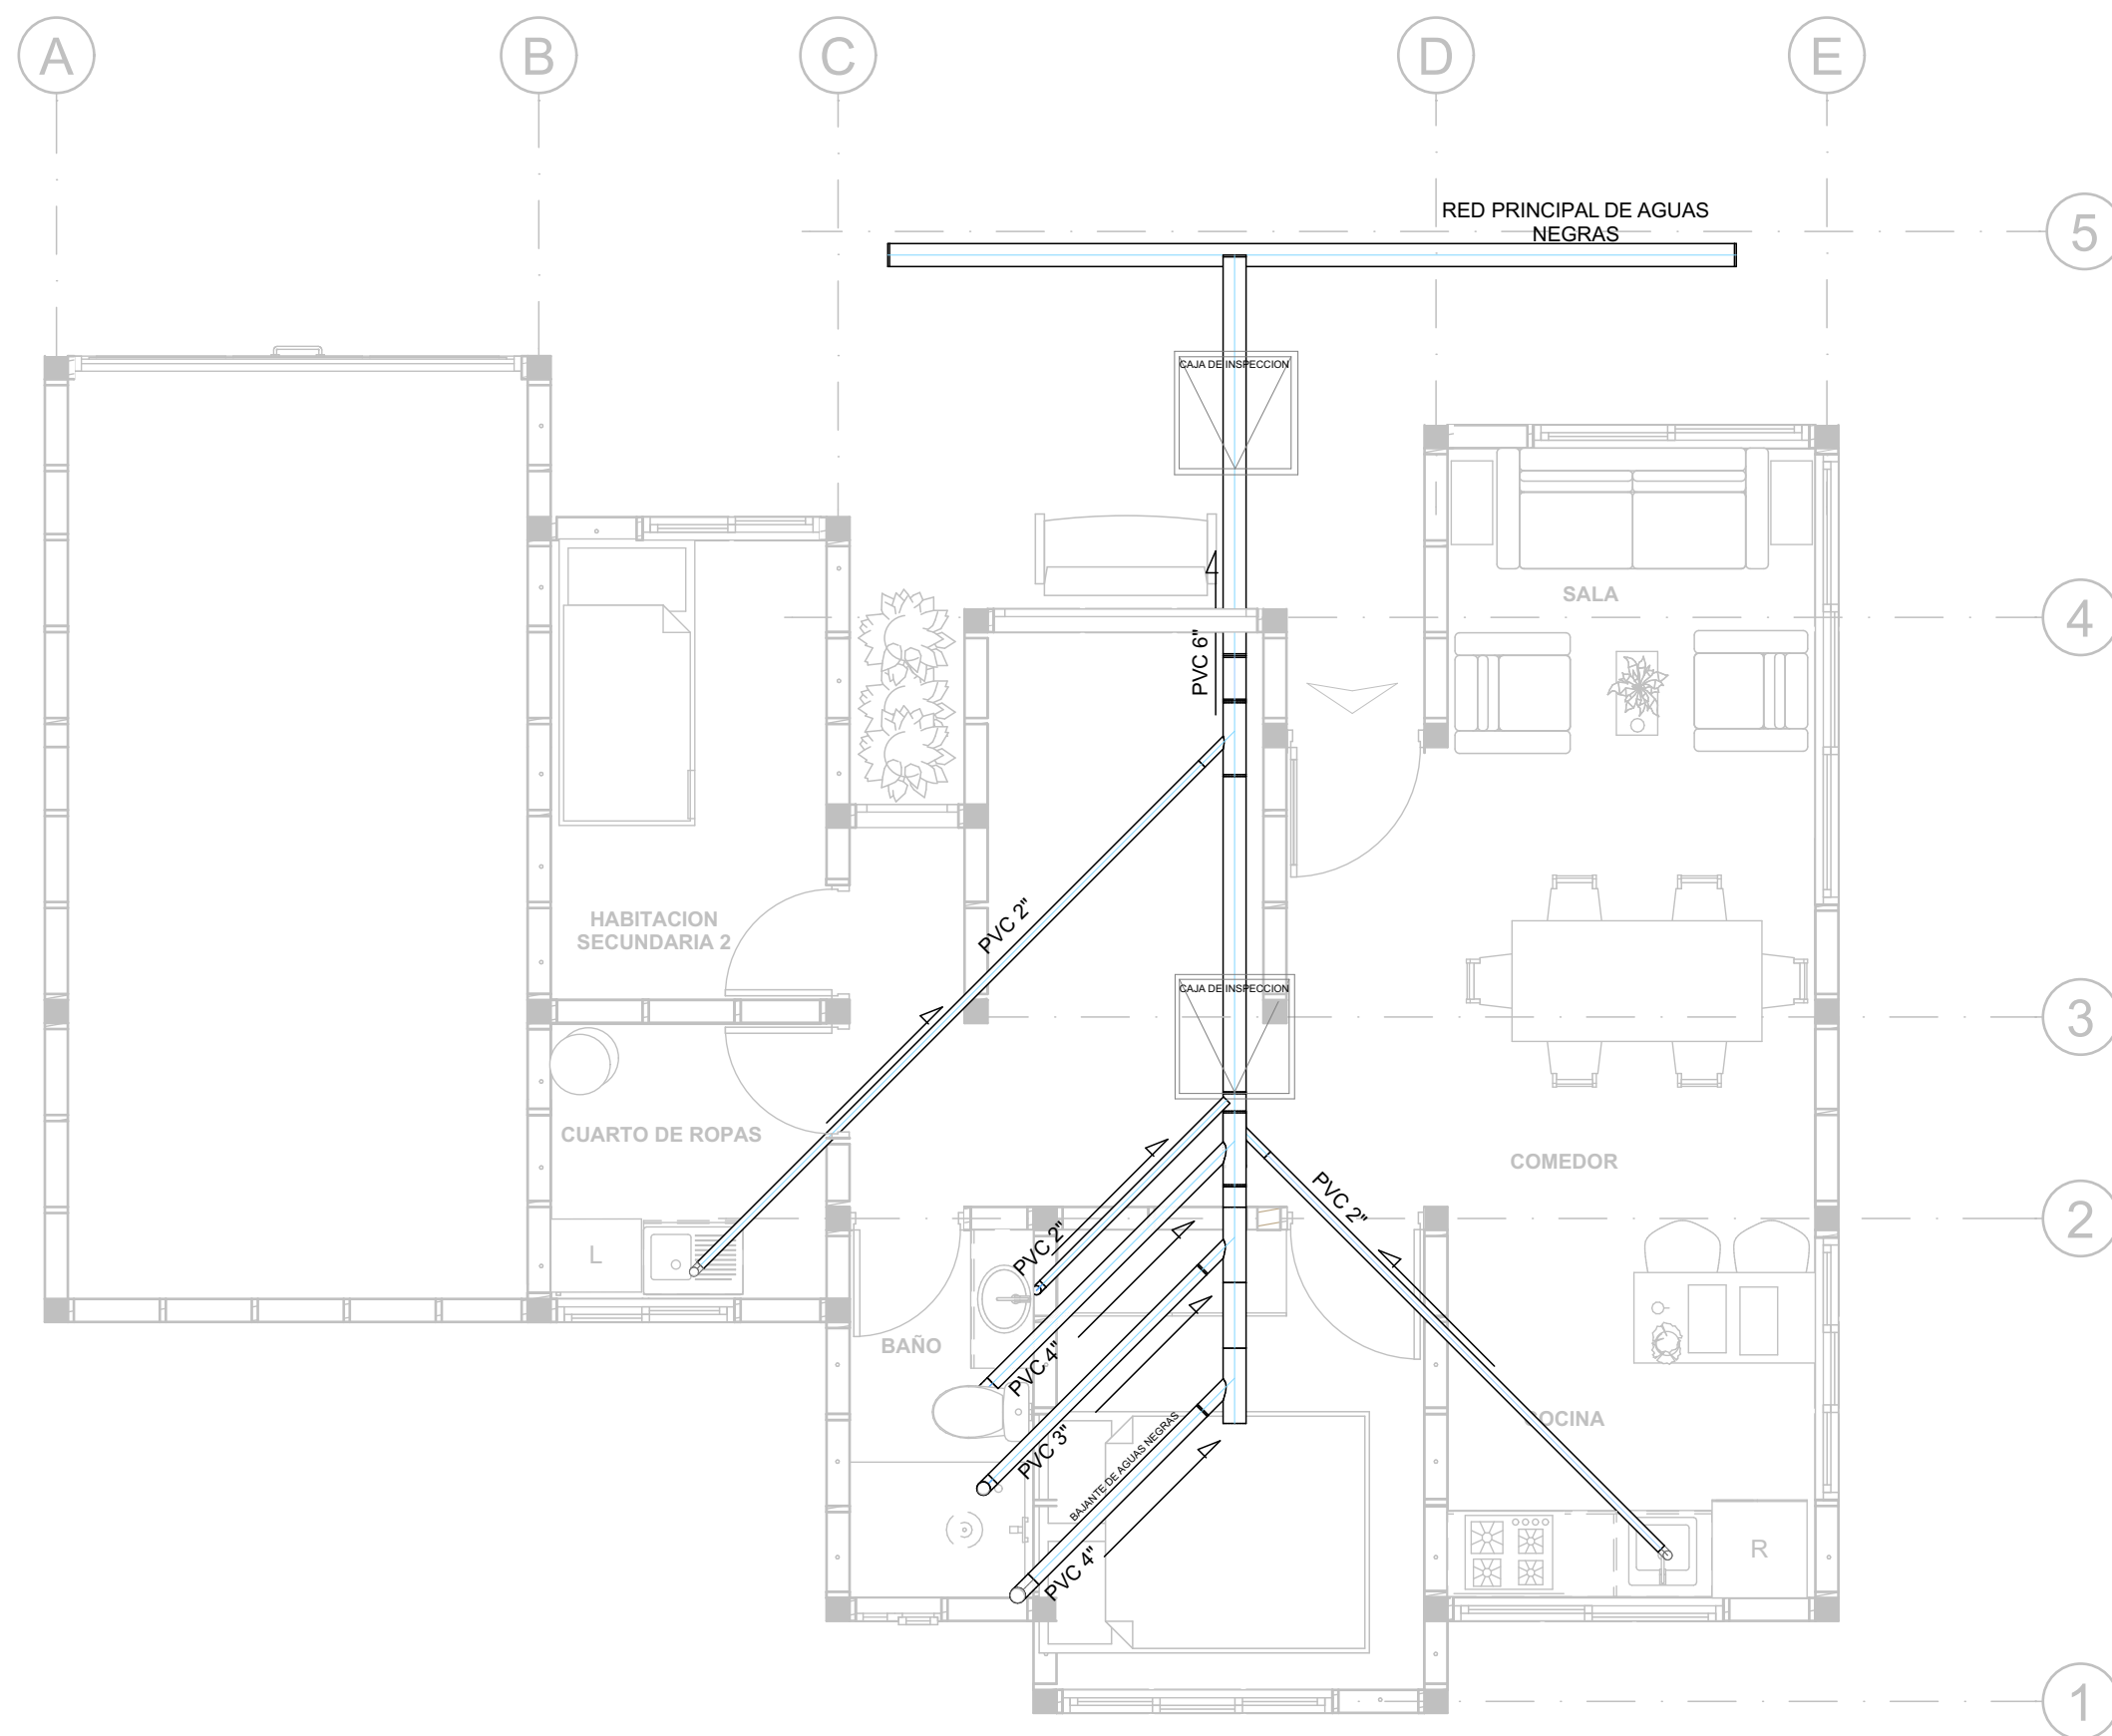 A
B
C
D
E
RED PRINCIPAL DE AGUAS
NEGRAS
5
CAJA DE INSPECCION
SALA
4
PVC 6"
HABITACION
SECUNDARIA 2
PVC 2"
CAJA DE INSPECCION
3
CUARTO DE ROPAS
COMEDOR
PVC 2"
2
PVC 2"
L
BAÑO
PVC 4"
COCINA
PVC 3"
BAJANTE DE AGUAS NEGRAS
PVC 4"
R
1